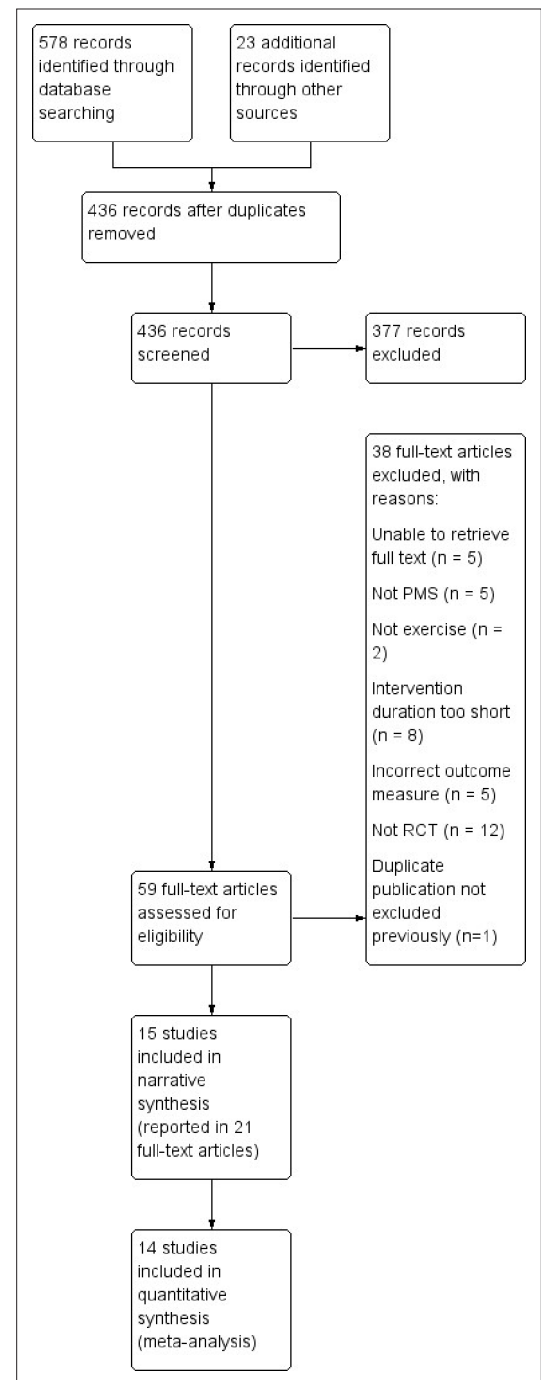 578 records
identified through
database
searching
23 additional
records identified
through other
sources
436 records after duplicates
removed
436 records
screened
377 records
excluded
38 full-text articles
excluded, with
reasons:
Unable to retrieve
full text (n = 5)
Not PMS (n = 5)
Not exercise (n =
2)
Intervention
duration too short
(n = 8)
Incorrect outcome
measure (n = 5)
Not RCT (n = 12)
Duplicate
publication not
excluded
previously (n=1)
59 full-text articles
assessed for
eligibility
15 studies
included in
narrative
synthesis
(reported in 21
full-text articles)
14 studies
included in
quantitative
synthesis
(meta-analysis)